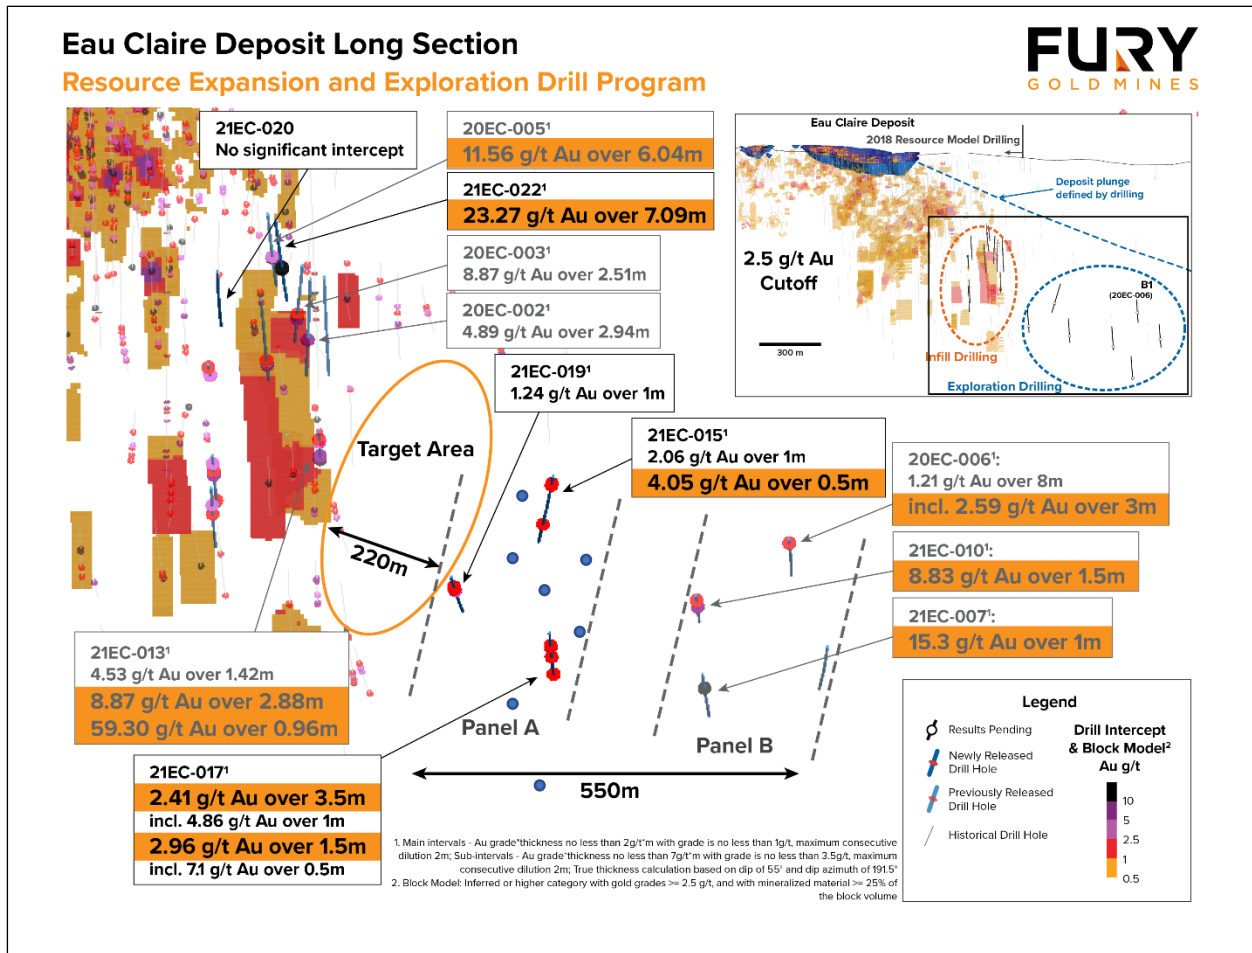 Eau Claire Deposit Long Section
Resource Expansion and Exploration Drill Program
FURY
GOLD MINES
21EC-020
No significant intercept
20EC-005¹
11.56 g/t Au over 6.04m
21EC-022¹
23.27 g/t Au over 7.09m
20EC-003¹
8.87 g/t Au over 2.51m
20EC-002¹
4.89 g/t Au over 2.94m
21EC-019¹
1.24 g/t Au over 1m
Eau Claire Deposit
2018 Resource Model Drilling
Deposit plunge
defined by drilling
2.5 g/t Au
Cutoff
B1
(20EC-006)
300 m
Infill Drilling
Exploration Drilling
Target Area
220m
21EC-015¹
2.06 g/t Au over 1m
4.05 g/t Au over 0.5m
20EC-006¹:
1.21 g/t Au over 8m
incl. 2.59 g/t Au over 3m
21EC-010¹:
8.83 g/t Au over 1.5m
21EC-007¹:
15.3 g/t Au over 1m
21EC-013¹
4.53 g/t Au over 1.42m
8.87 g/t Au over 2.88m
59.30 g/t Au over 0.96m
Panel A
Panel B
550m
21EC-017¹
2.41 g/t Au over 3.5m
incl. 4.86 g/t Au over 1m
2.96 g/t Au over 1.5m
incl. 7.1 g/t Au over 0.5m
Legend
Results Pending
Newly Released
Drill Hole
Previously Released
Drill Hole
Historical Drill Hole
Drill Intercept
& Block Model²
Au g/t
10
5
2.5
1
0.5
1. Main intervals - Au grade*thickness no less than 2g/t*m with grade is no less than 1g/t, maximum consecutive
dilution 2m; Sub-intervals - Au grade*thickness no less than 7g/t*m with grade is no less than 3.5g/t, maximum
consecutive dilution 2m; True thickness calculation based on dip of 55° and dip azimuth of 191.5°
2. Block Model: Inferred or higher category with gold grades >= 2.5 g/t, and with mineralized material >= 25% of
the block volume